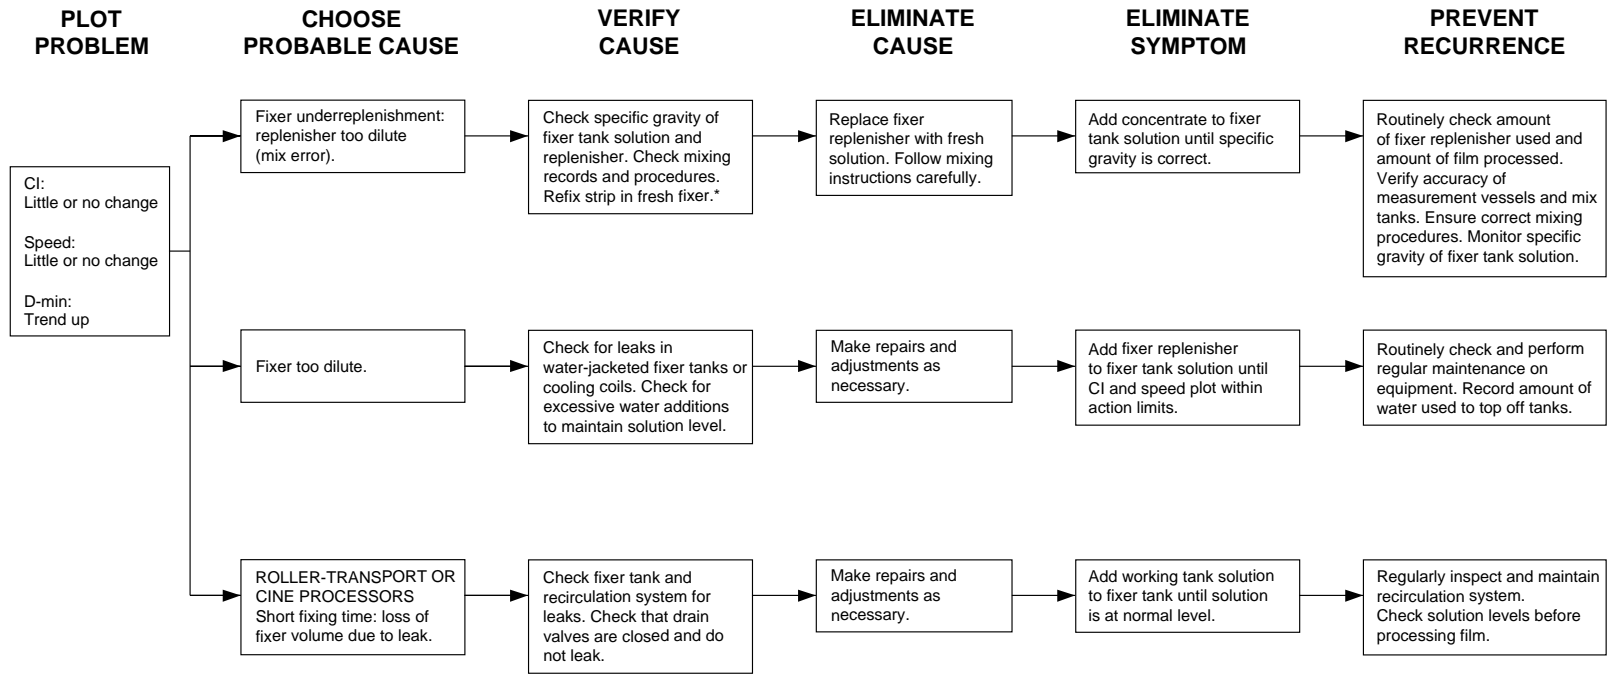 PLOT
PROBLEM
CHOOSE
PROBABLE CAUSE
VERIFY
CAUSE
ELIMINATE
CAUSE
ELIMINATE
SYMPTOM
PREVENT
RECURRENCE
CI:
Little or no change
Speed:
Little or no change
D-min:
Trend up
Fixer underreplenishment:
replenisher too dilute
(mix error).
Check specific gravity of
fixer tank solution and
replenisher. Check mixing
records and procedures.
Refix strip in fresh fixer.*
Replace fixer
replenisher with fresh
solution. Follow mixing
instructions carefully.
Add concentrate to fixer
tank solution until specific
gravity is correct.
Routinely check amount
of fixer replenisher used and
amount of film processed.
Verify accuracy of
measurement vessels and mix
tanks. Ensure correct mixing
procedures. Monitor specific
gravity of fixer tank solution.
Fixer too dilute.
Check for leaks in
water-jacketed fixer tanks or
cooling coils. Check for
excessive water additions
to maintain solution level.
Make repairs and
adjustments as
necessary.
Add fixer replenisher
to fixer tank solution until
CI and speed plot within
action limits.
Routinely check and perform
regular maintenance on
equipment. Record amount of
water used to top off tanks.
ROLLER-TRANSPORT OR
CINE PROCESSORS
Short fixing time: loss of
fixer volume due to leak.
Check fixer tank and
recirculation system for
leaks. Check that drain
valves are closed and do
not leak.
Make repairs and
adjustments as
necessary.
Add working tank solution
to fixer tank until solution
is at normal level.
Regularly inspect and maintain
recirculation system.
Check solution levels before
processing film.